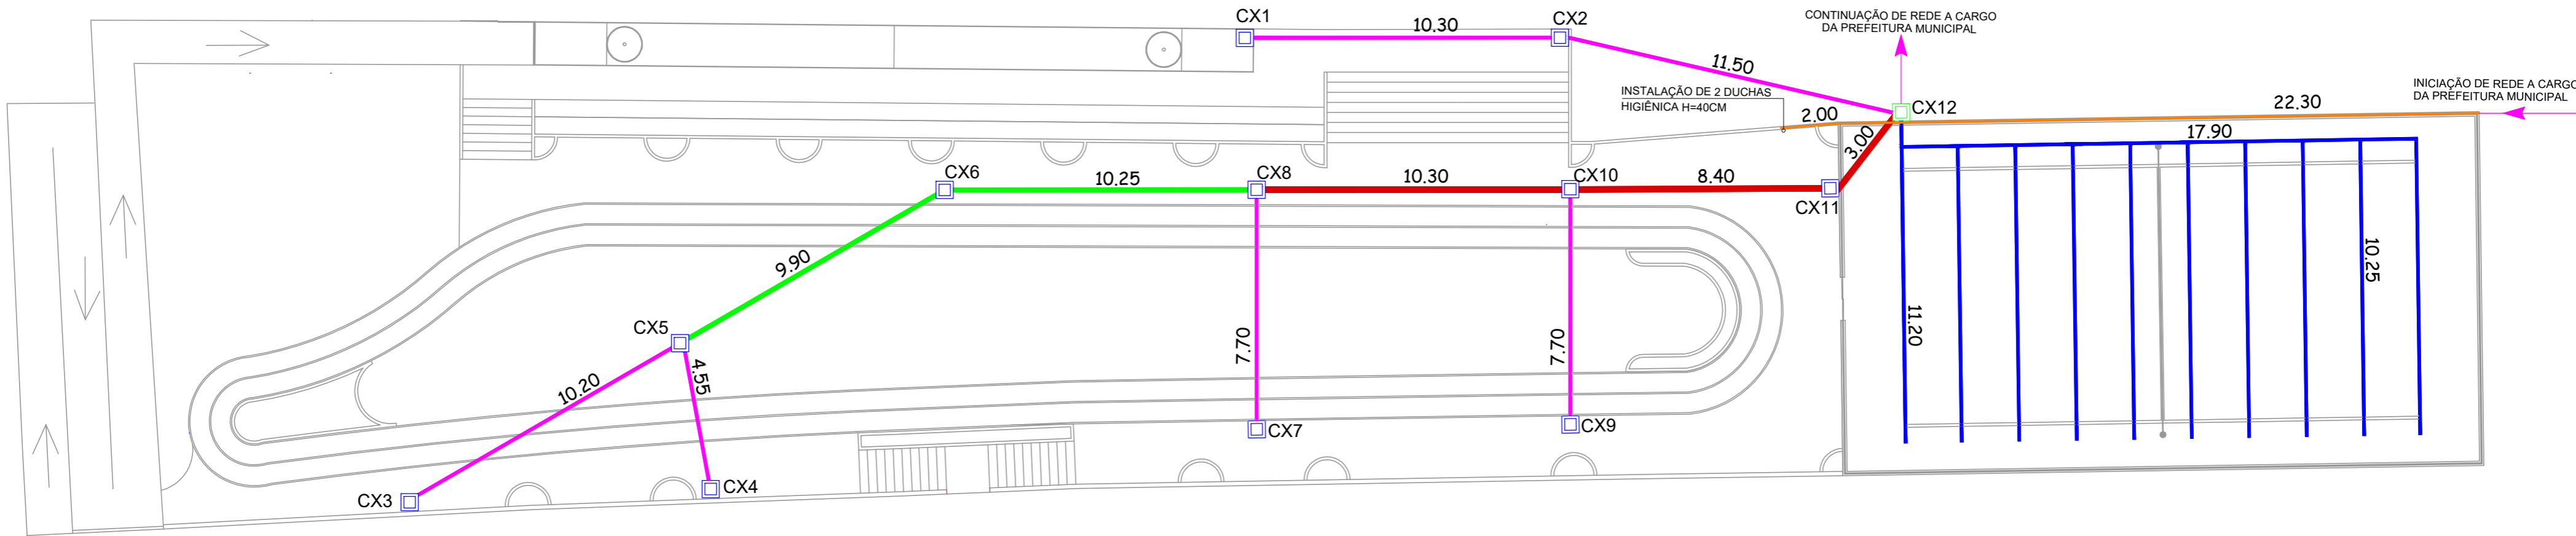 CX1
10.30
CX2
CONTINUAÇÃO DE REDE A CARGO
DA PREFEITURA MUNICIPAL
11.50
INSTALAÇÃO DE 2 DUCHAS
HIGIÊNICA H=40CM
2.00
CX12
22.30
INICIAÇÃO DE REDE A CARGO
DA PREFEITURA MUNICIPAL
17.90
3.00
CX6
10.25
CX8
10.30
CX10
8.40
CX11
9.90
10.25
CX5
4.55
7.70
7.70
11.20
10.20
CX7
CX9
CX3
CX4